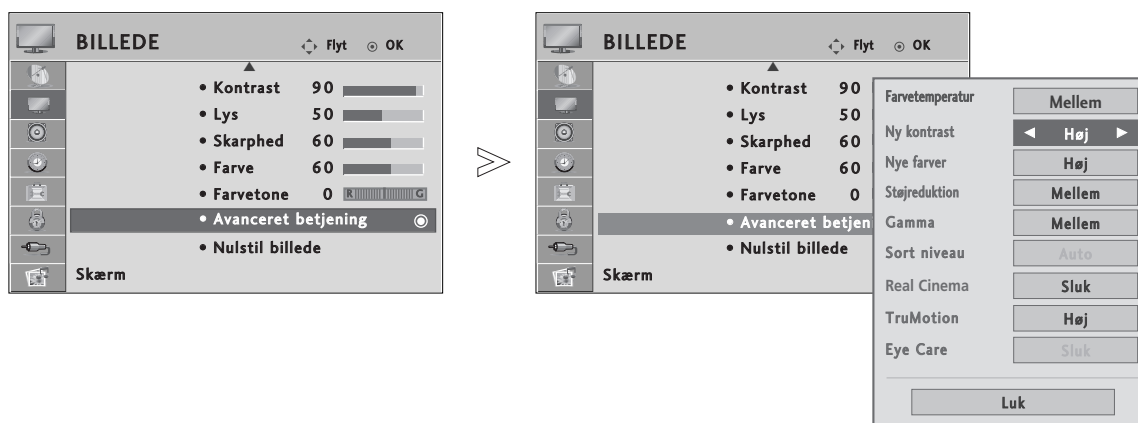 BILLEDE Flyt OK
• Kontrast 90
• Lys 50
• Skarphed 60
• Farve 60
• Farvetone 0 R G
• Avanceret betjening
• Nulstil billede
Skærm
BILLEDE Flyt OK
• Kontrast 90
• Lys 50
• Skarphed 60
• Farve 60
• Farvetone 0
• Avanceret betjen
• Nulstil billede
Skærm
Farvetemperatur Mellem
Ny kontrast ◄ Høj ►
Nye farver Høj
Støjreduktion Mellem
Gamma Mellem
Sort niveau Auto
Real Cinema Sluk
TruMotion Høj
Eye Care Sluk
Luk